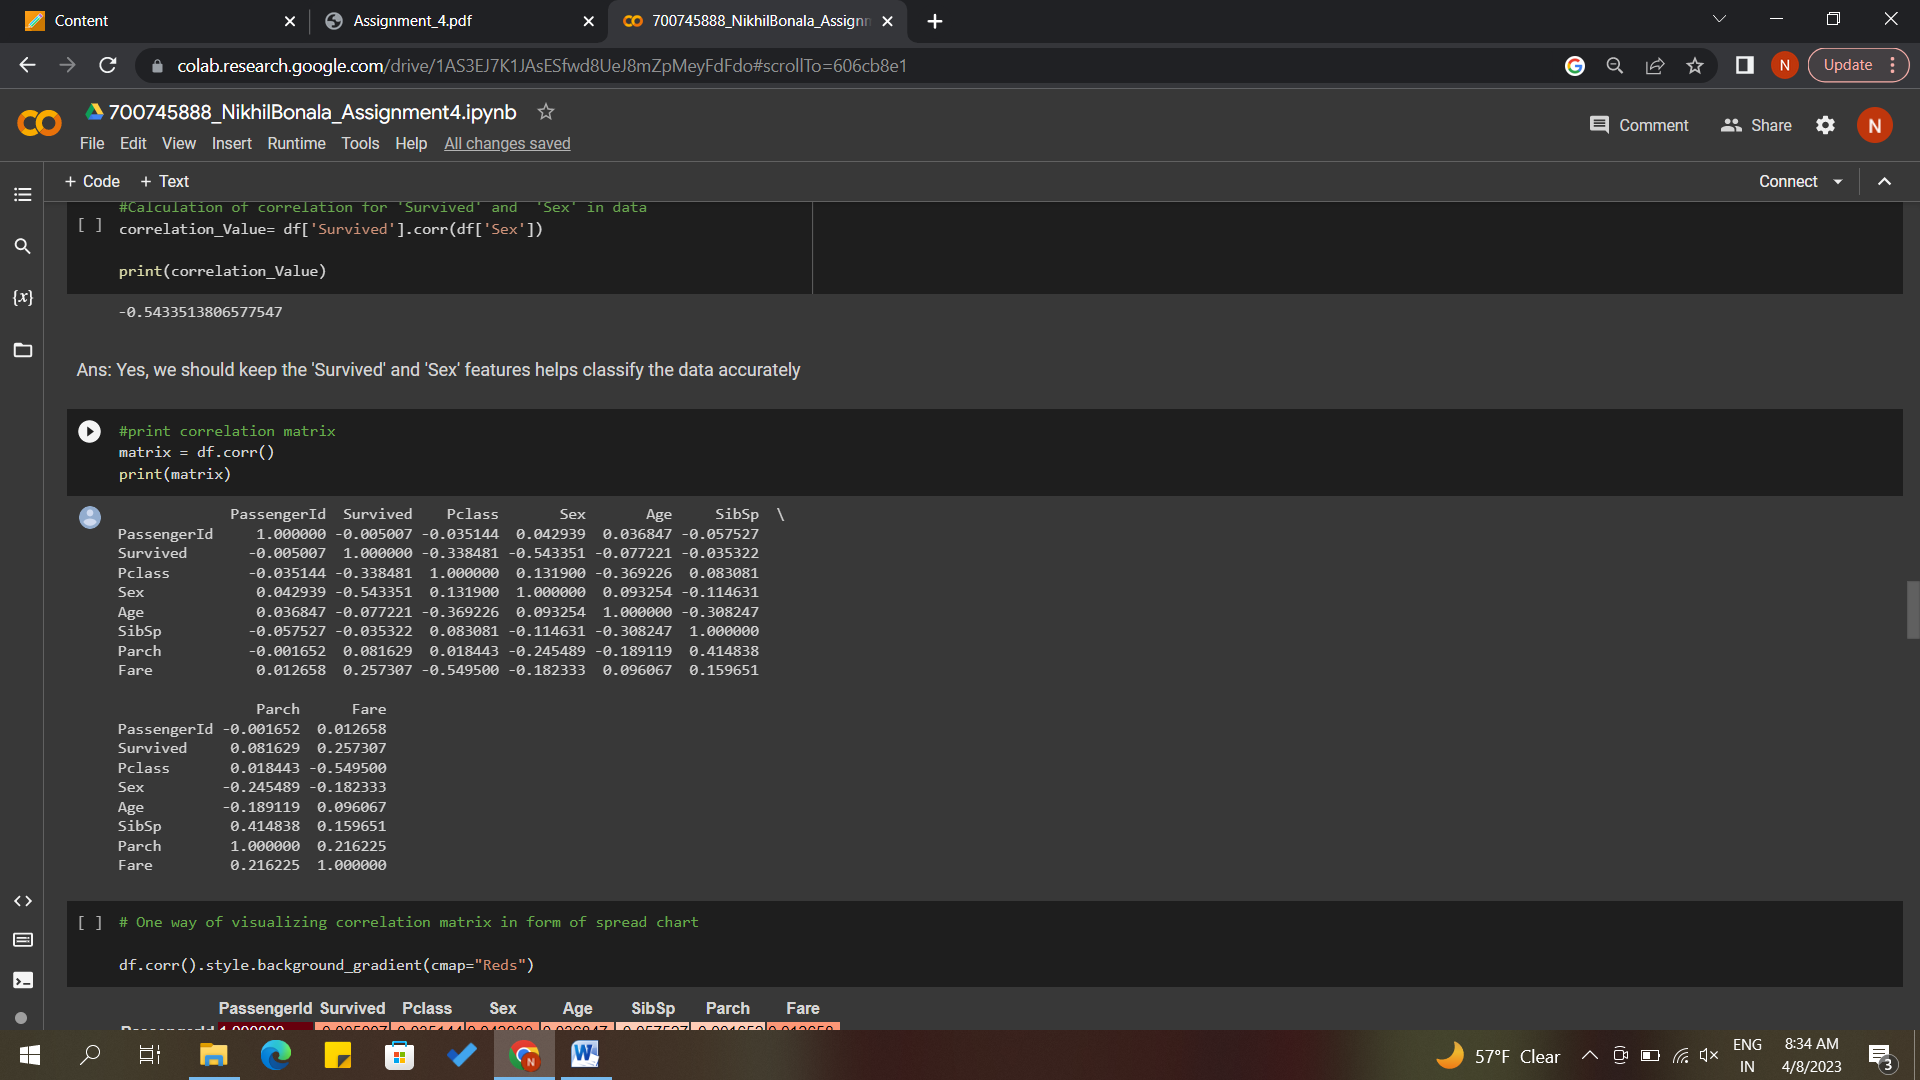 Content
Assignment_4.pdf
700745888_NikhilBonala_Assignn
colab.research.google.com/drive/1AS3EJ7K1JAsESfwd8UeJ8mZpMeyFdFdo#scrollTo=606cb8e1
N
Update
700745888_NikhilBonala_Assignment4.ipynb
File Edit View Insert Runtime Tools Help All changes saved
Comment
Share
N
+ Code + Text
Connect
#Calculation of correlation for 'Survived' and  'Sex' in data
[ ] correlation_Value= df['Survived'].corr(df['Sex'])
print(correlation_Value)
-0.5433513806577547
Ans: Yes, we should keep the 'Survived' and 'Sex' features helps classify the data accurately
#print correlation matrix
matrix = df.corr()
print(matrix)
PassengerId  Survived    Pclass       Sex       Age     SibSp  \
PassengerId     1.000000 -0.005007 -0.035144  0.042939  0.036847 -0.057527
Survived       -0.005007  1.000000 -0.338481 -0.543351 -0.077221 -0.035322
Pclass         -0.035144 -0.338481  1.000000  0.131900 -0.369226  0.083081
Sex             0.042939 -0.543351  0.131900  1.000000  0.093254 -0.114631
Age             0.036847 -0.077221 -0.369226  0.093254  1.000000 -0.308247
SibSp          -0.057527 -0.035322  0.083081 -0.114631 -0.308247  1.000000
Parch          -0.001652  0.081629  0.018443 -0.245489 -0.189119  0.414838
Fare            0.012658  0.257307 -0.549500 -0.182333  0.096067  0.159651
Parch      Fare
PassengerId -0.001652  0.012658
Survived     0.081629  0.257307
Pclass       0.018443 -0.549500
Sex         -0.245489 -0.182333
Age         -0.189119  0.096067
SibSp        0.414838  0.159651
Parch        1.000000  0.216225
Fare         0.216225  1.000000
[ ] # One way of visualizing correlation matrix in form of spread chart
df.corr().style.background_gradient(cmap="Reds")
PassengerId Survived Pclass Sex Age SibSp Parch Fare
57°F Clear
ENG
IN
8:34 AM
4/8/2023
3